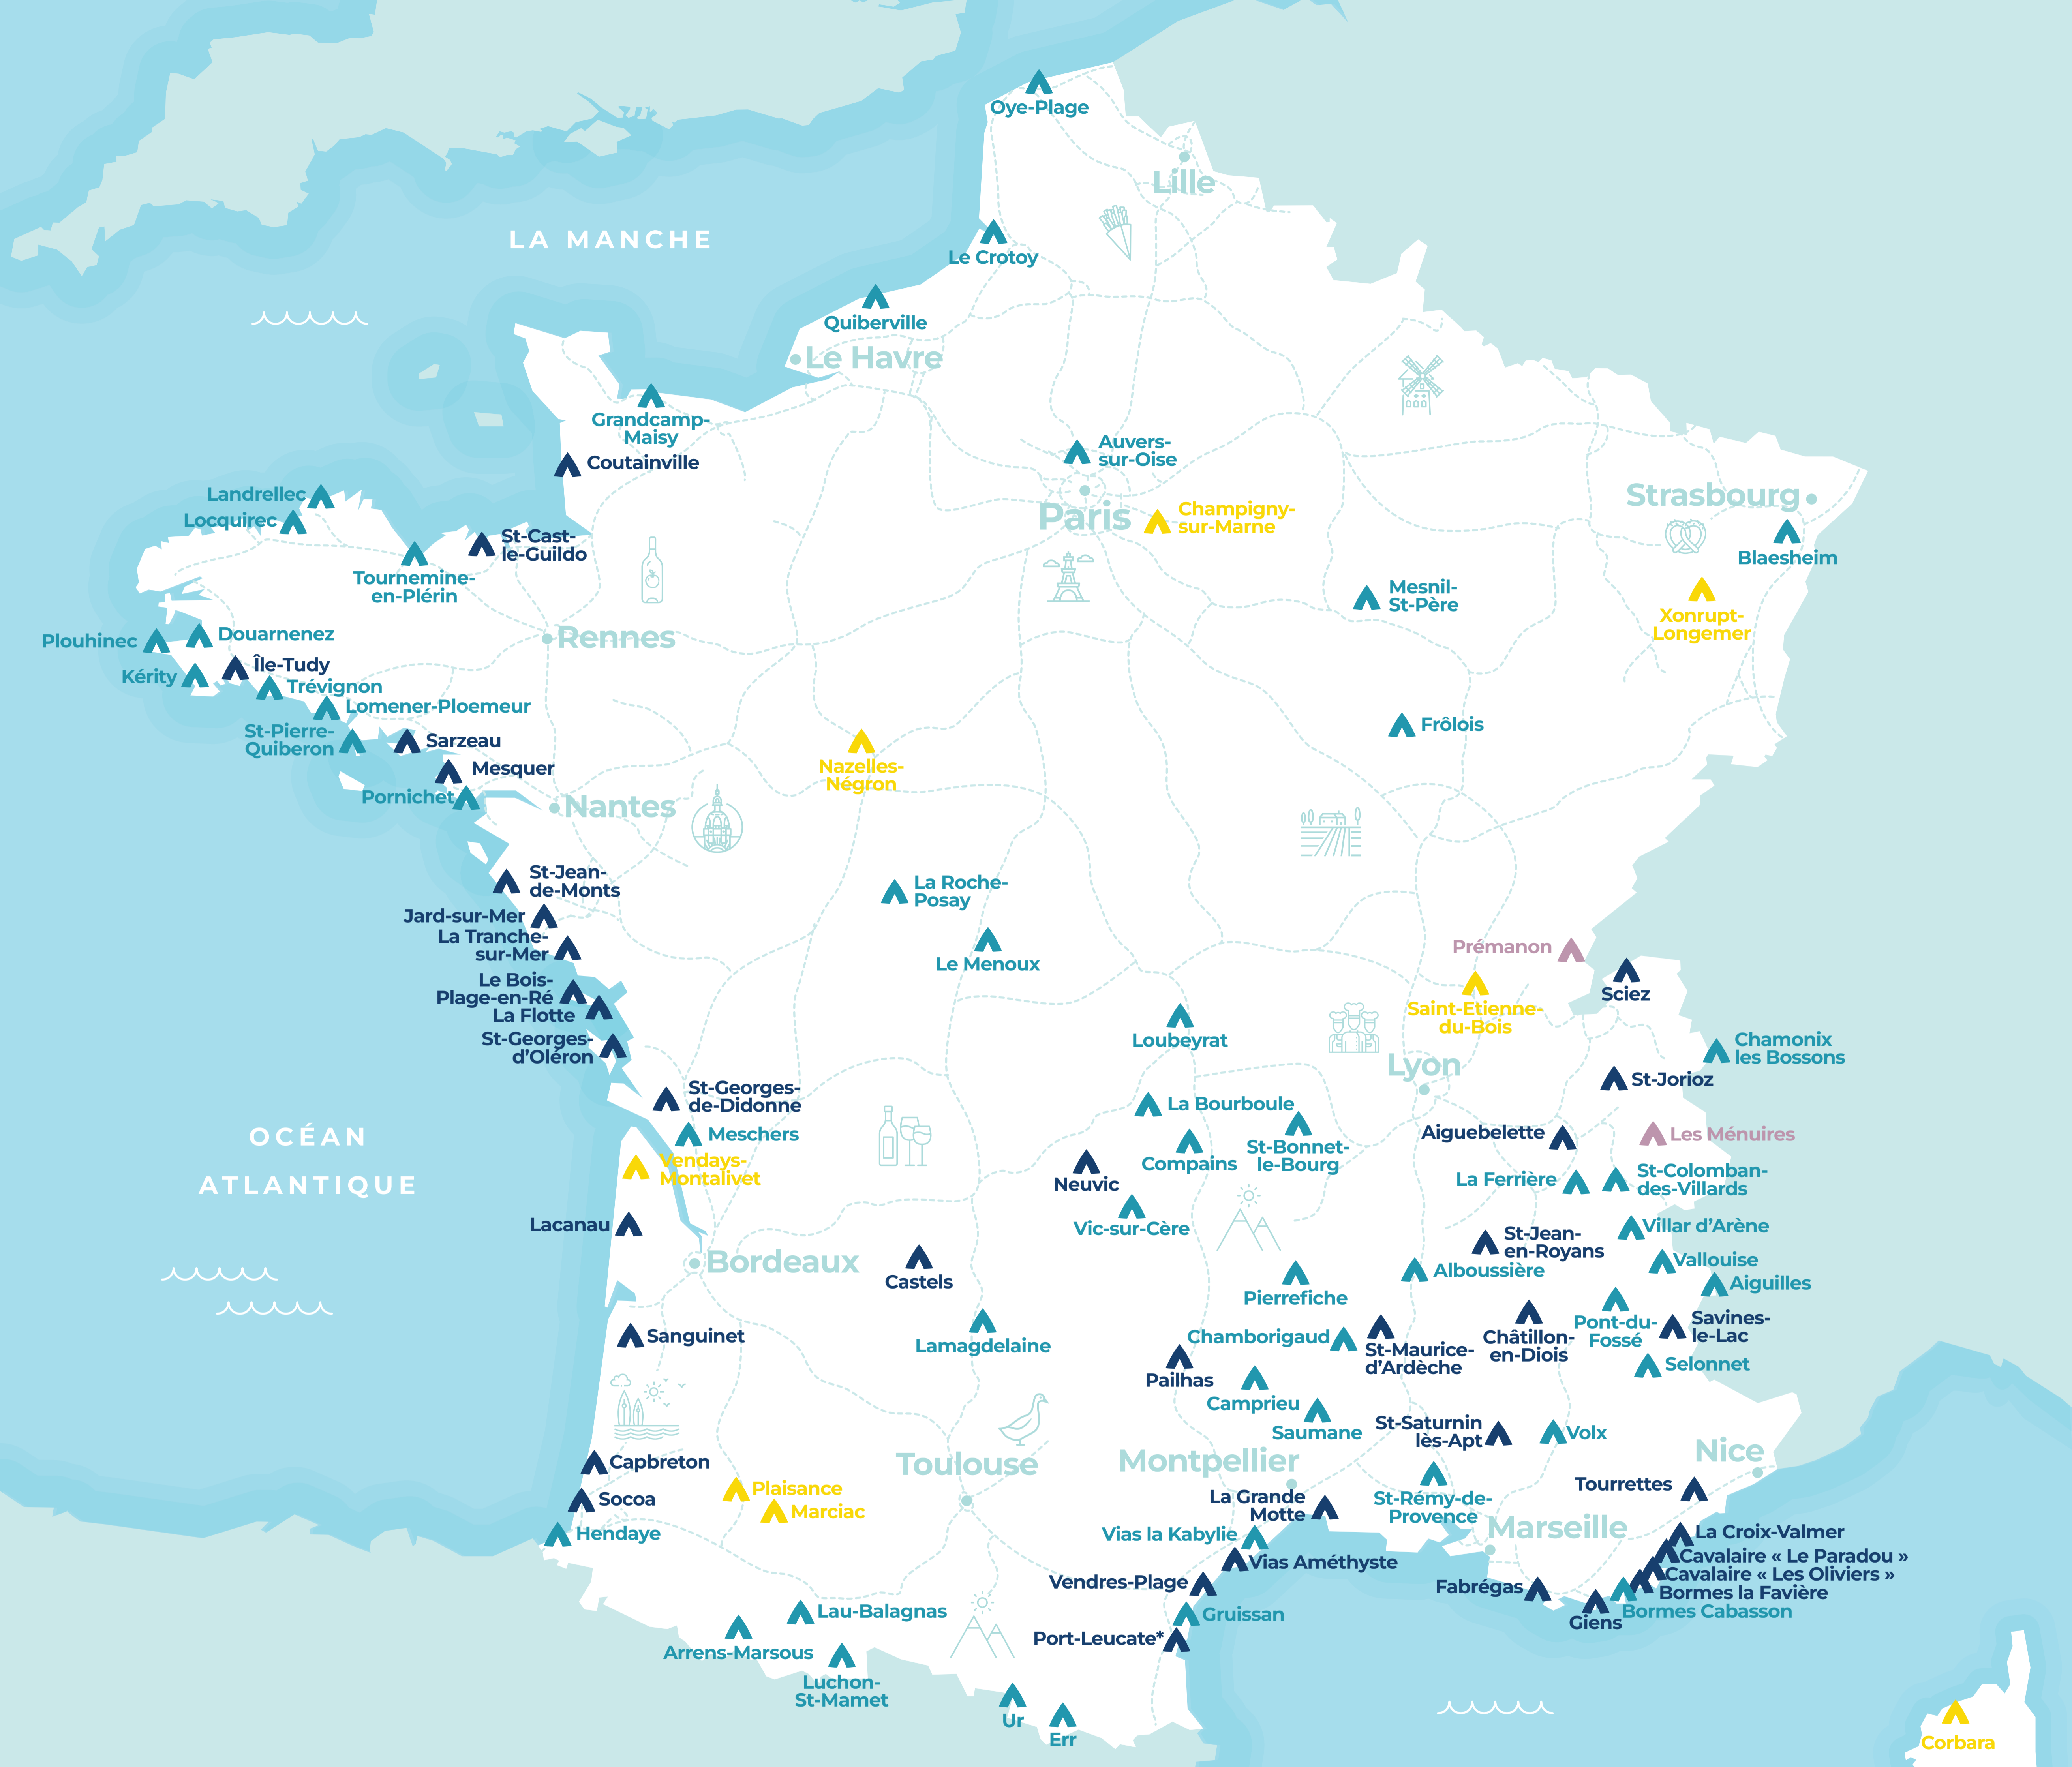 Oye-Plage
Lille
LA MANCHE
Le Crotoy
Quiberville
Le Havre
Grandcamp-
Maisy
Coutainville
Auvers-
sur-Oise
Paris
Champigny-
sur-Marne
Strasbourg
Blaesheim
Xonrupt-
Longemer
Mesnil-
St-Père
Landrellec
Locquirec
St-Cast-
le-Guildo
Tournemine-
en-Plérin
Rennes
Plouhinec
Douarnenez
Kérity
Île-Tudy
Trévignon
Lomener-Ploemeur
St-Pierre-
Quiberon
Sarzeau
Mesquer
Pornichet
Nantes
Nazelles-
Négron
Frôlois
St-Jean-
de-Monts
Jard-sur-Mer
La Tranche-
sur-Mer
Le Bois-
Plage-en-Ré
La Flotte
St-Georges-
d'Oléron
La Roche-
Posay
Le Menoux
Prémanon
Sciez
Saint-Etienne-
du-Bois
Loubeyrat
Lyon
Chamonix
les Bossons
St-Jorioz
St-Georges-
de-Didonne
Meschers
Vendays-
Montalivet
OCÉAN
ATLANTIQUE
La Bourboule
Compains
St-Bonnet-
le-Bourg
Neuvic
Vic-sur-Cère
Aiguebelette
Les Ménuires
La Ferrière
St-Colomban-
des-Villards
Lacanau
Bordeaux
Castels
Villar d'Arène
St-Jean-
en-Royans
Vallouise
Alboussière
Aiguilles
Pierrefiche
Sanguinet
Lamagdelaine
Chamborigaud
St-Maurice-
d'Ardèche
Châtillon-
en-Diois
Pont-du-
Fossé
Savines-
le-Lac
Selonnet
Pailhas
Camprieu
Saumane
St-Saturnin
lès-Apt
Volx
Nice
Capbreton
Socoa
Hendaye
Plaisance
Marciac
Toulouse
Montpellier
La Grande
Motte
St-Rémy-de-
Provence
Tourrettes
Marseille
Vias la Kabylie
Vias Améthyste
Vendres-Plage
Gruissan
Port-Leucate*
La Croix-Valmer
Cavalaire « Le Paradou »
Cavalaire « Les Oliviers »
Bormes la Favière
Bormes Cabasson
Fabrégas
Giens
Lau-Balagnas
Arrens-Marsous
Luchon-
St-Mamet
Ur
Err
Corbara